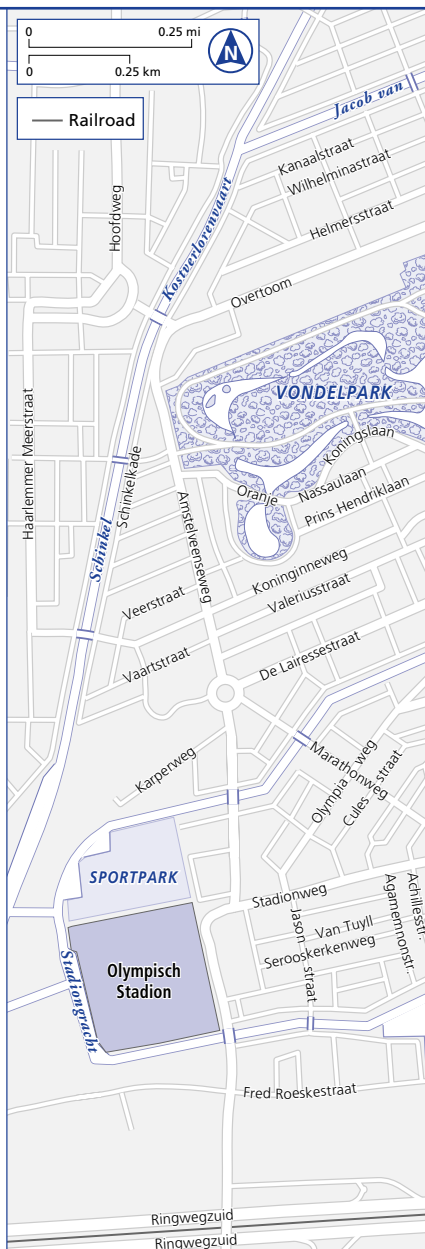 0 0.25 mi
0 0.25 km
N
Railroad
Jacob van
Kanaalstraat
Wilhelminastraat
Hoofdweg
Helmersstraat
Kostverlorenvaart
Overtoom
VONDELPARK
Haarlemmer Meerstraat
Koningslaan
Schinkelkade
Oranje
Nassaulaan
Prins Hendriklaan
Amstelveenseweg
Schinkel
Koninginneweg
Veerstraat
Valeriusstraat
Vaartstraat
De Lairessestraat
Karperweg
Marathonweg
Olympia weg
Cules straat
SPORTPARK
Stadionweg
Achillesstr.
Agamemnonstr.
Jason straat
Van Tuyll
Serooskerkenweg
Olympisch
Stadion
Stadiongracht
Fred Roeskestraat
Ringwegzuid
Ringwegzuid